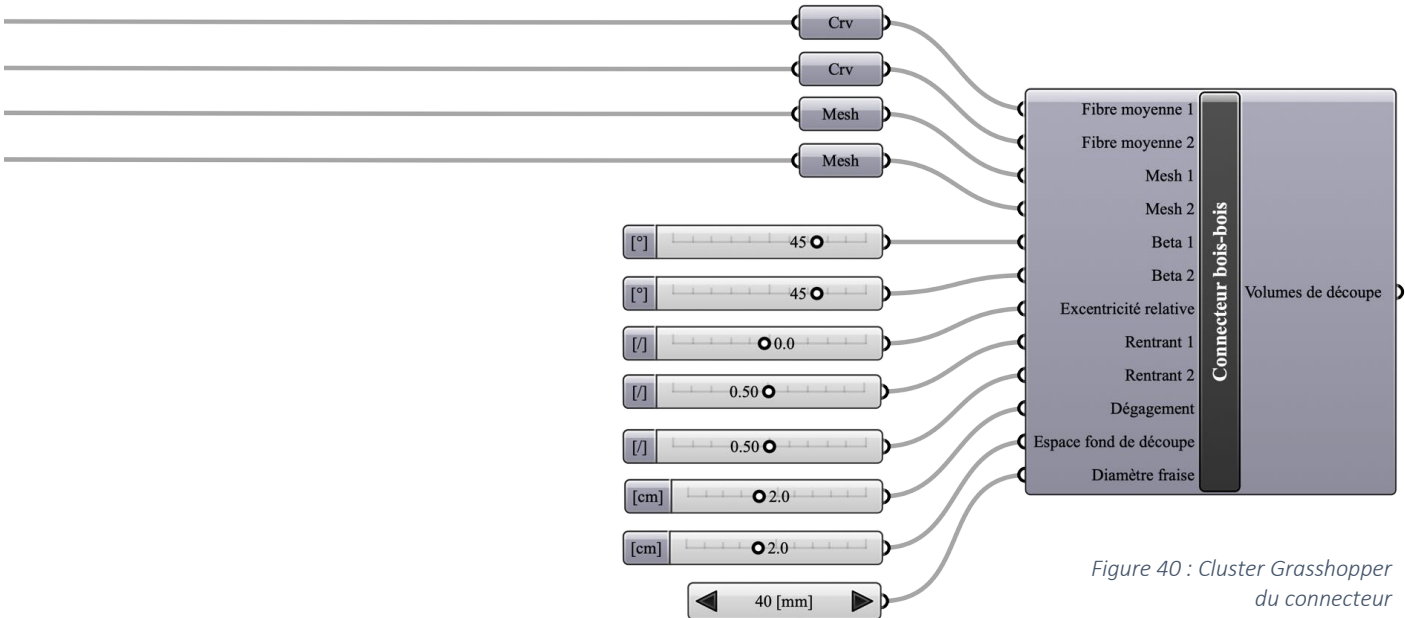 Crv
Crv
Mesh
Mesh
[°] 45
[°] 45
[/] 0.0
[/] 0.50
[/] 0.50
[cm] 2.0
[cm] 2.0
40 [mm]
Fibre moyenne 1
Fibre moyenne 2
Mesh 1
Mesh 2
Beta 1
Beta 2
Excentricité relative
Rentrant 1
Rentrant 2
Dégagement
Espace fond de découpe
Diamètre fraise
Connecteur bois-bois
Volumes de découpe
Figure 40 : Cluster Grasshopper
du connecteur